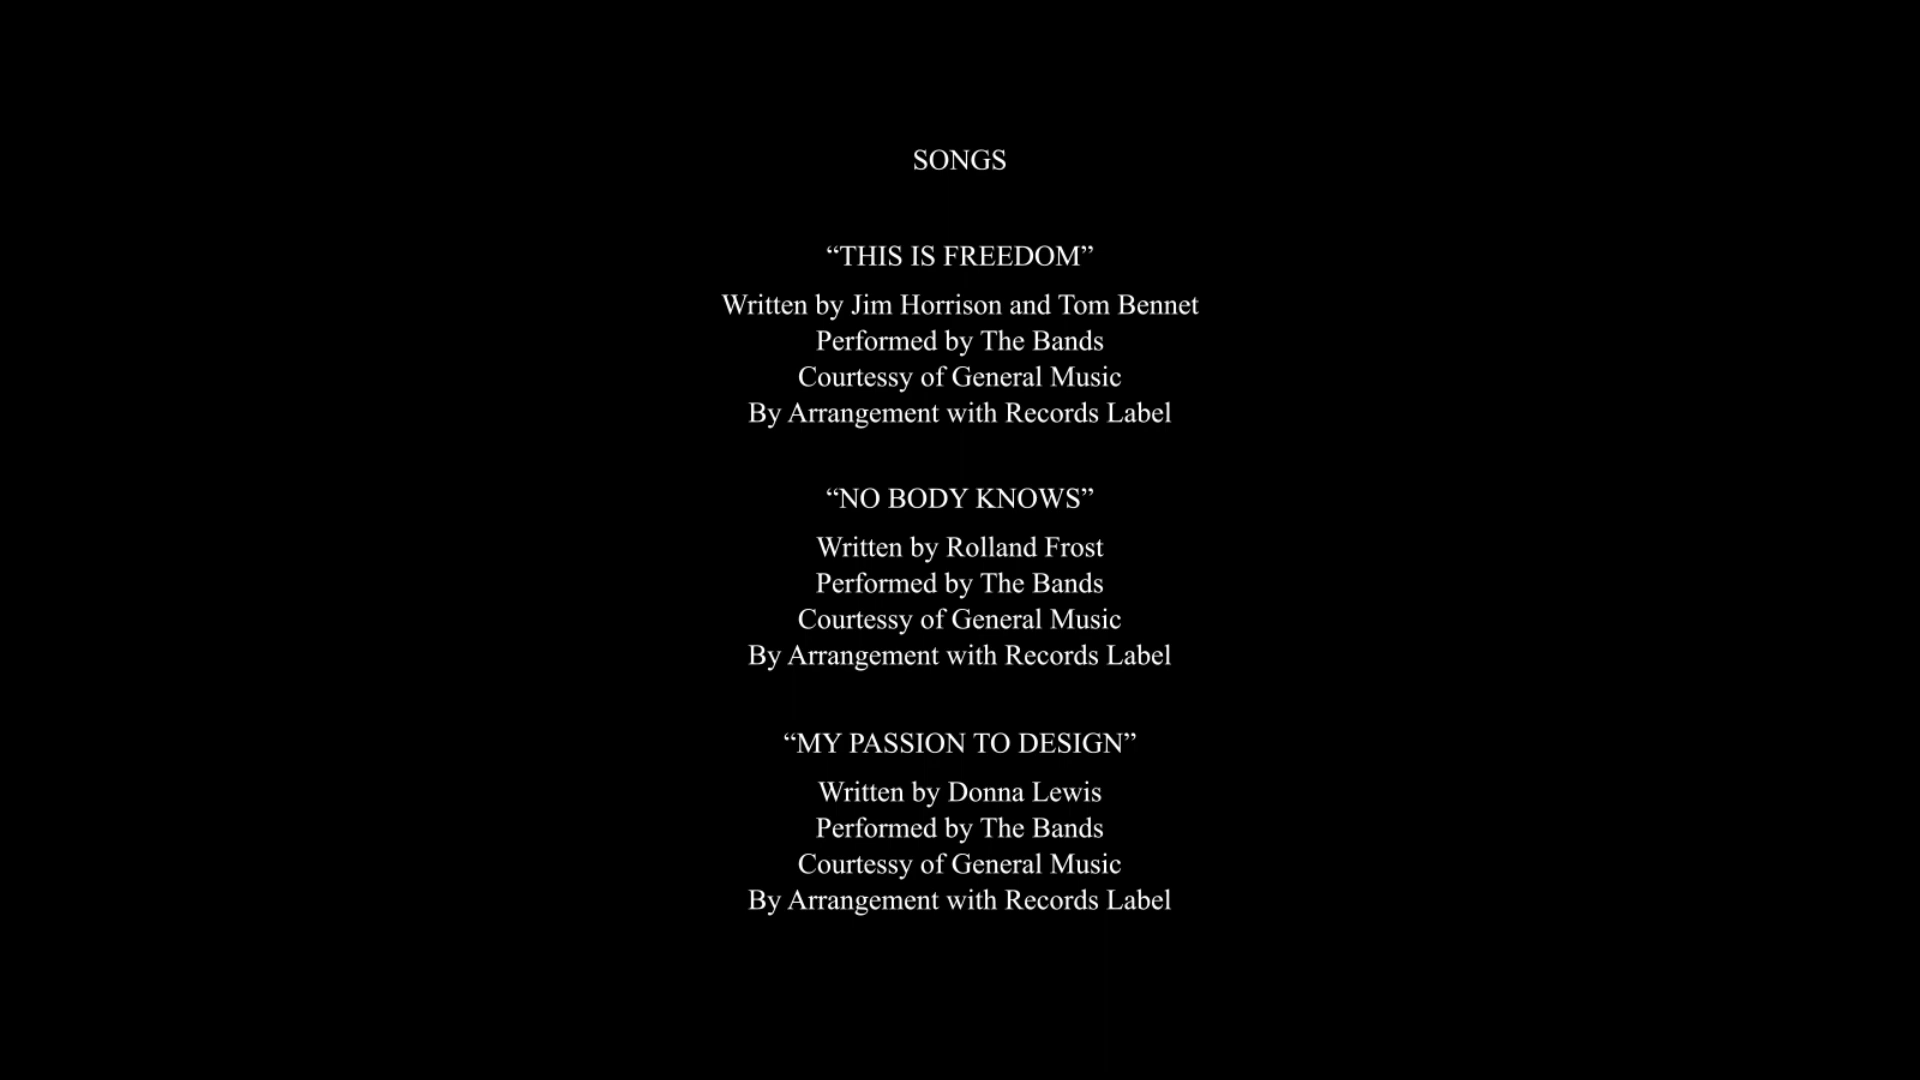 SONGS
“THIS IS FREEDOM”
Written by Jim Horrison and Tom Bennet
Performed by The Bands
Courtessy of General Music
By Arrangement with Records Label
“NO BODY KNOWS”
Written by Rolland Frost
Performed by The Bands
Courtessy of General Music
By Arrangement with Records Label
“MY PASSION TO DESIGN”
Written by Donna Lewis
Performed by The Bands
Courtessy of General Music
By Arrangement with Records Label